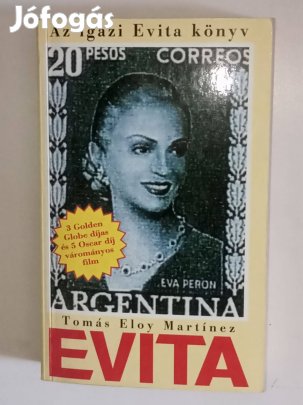 Jófogás
Az igazi Evita könyv
20 PESOS CORREOS
3 Golden
Globe díjas
és 5 Oscar díj
várományos
film
EVA PERON
ARGENTINA
Tomás Eloy Martínez
EVITA